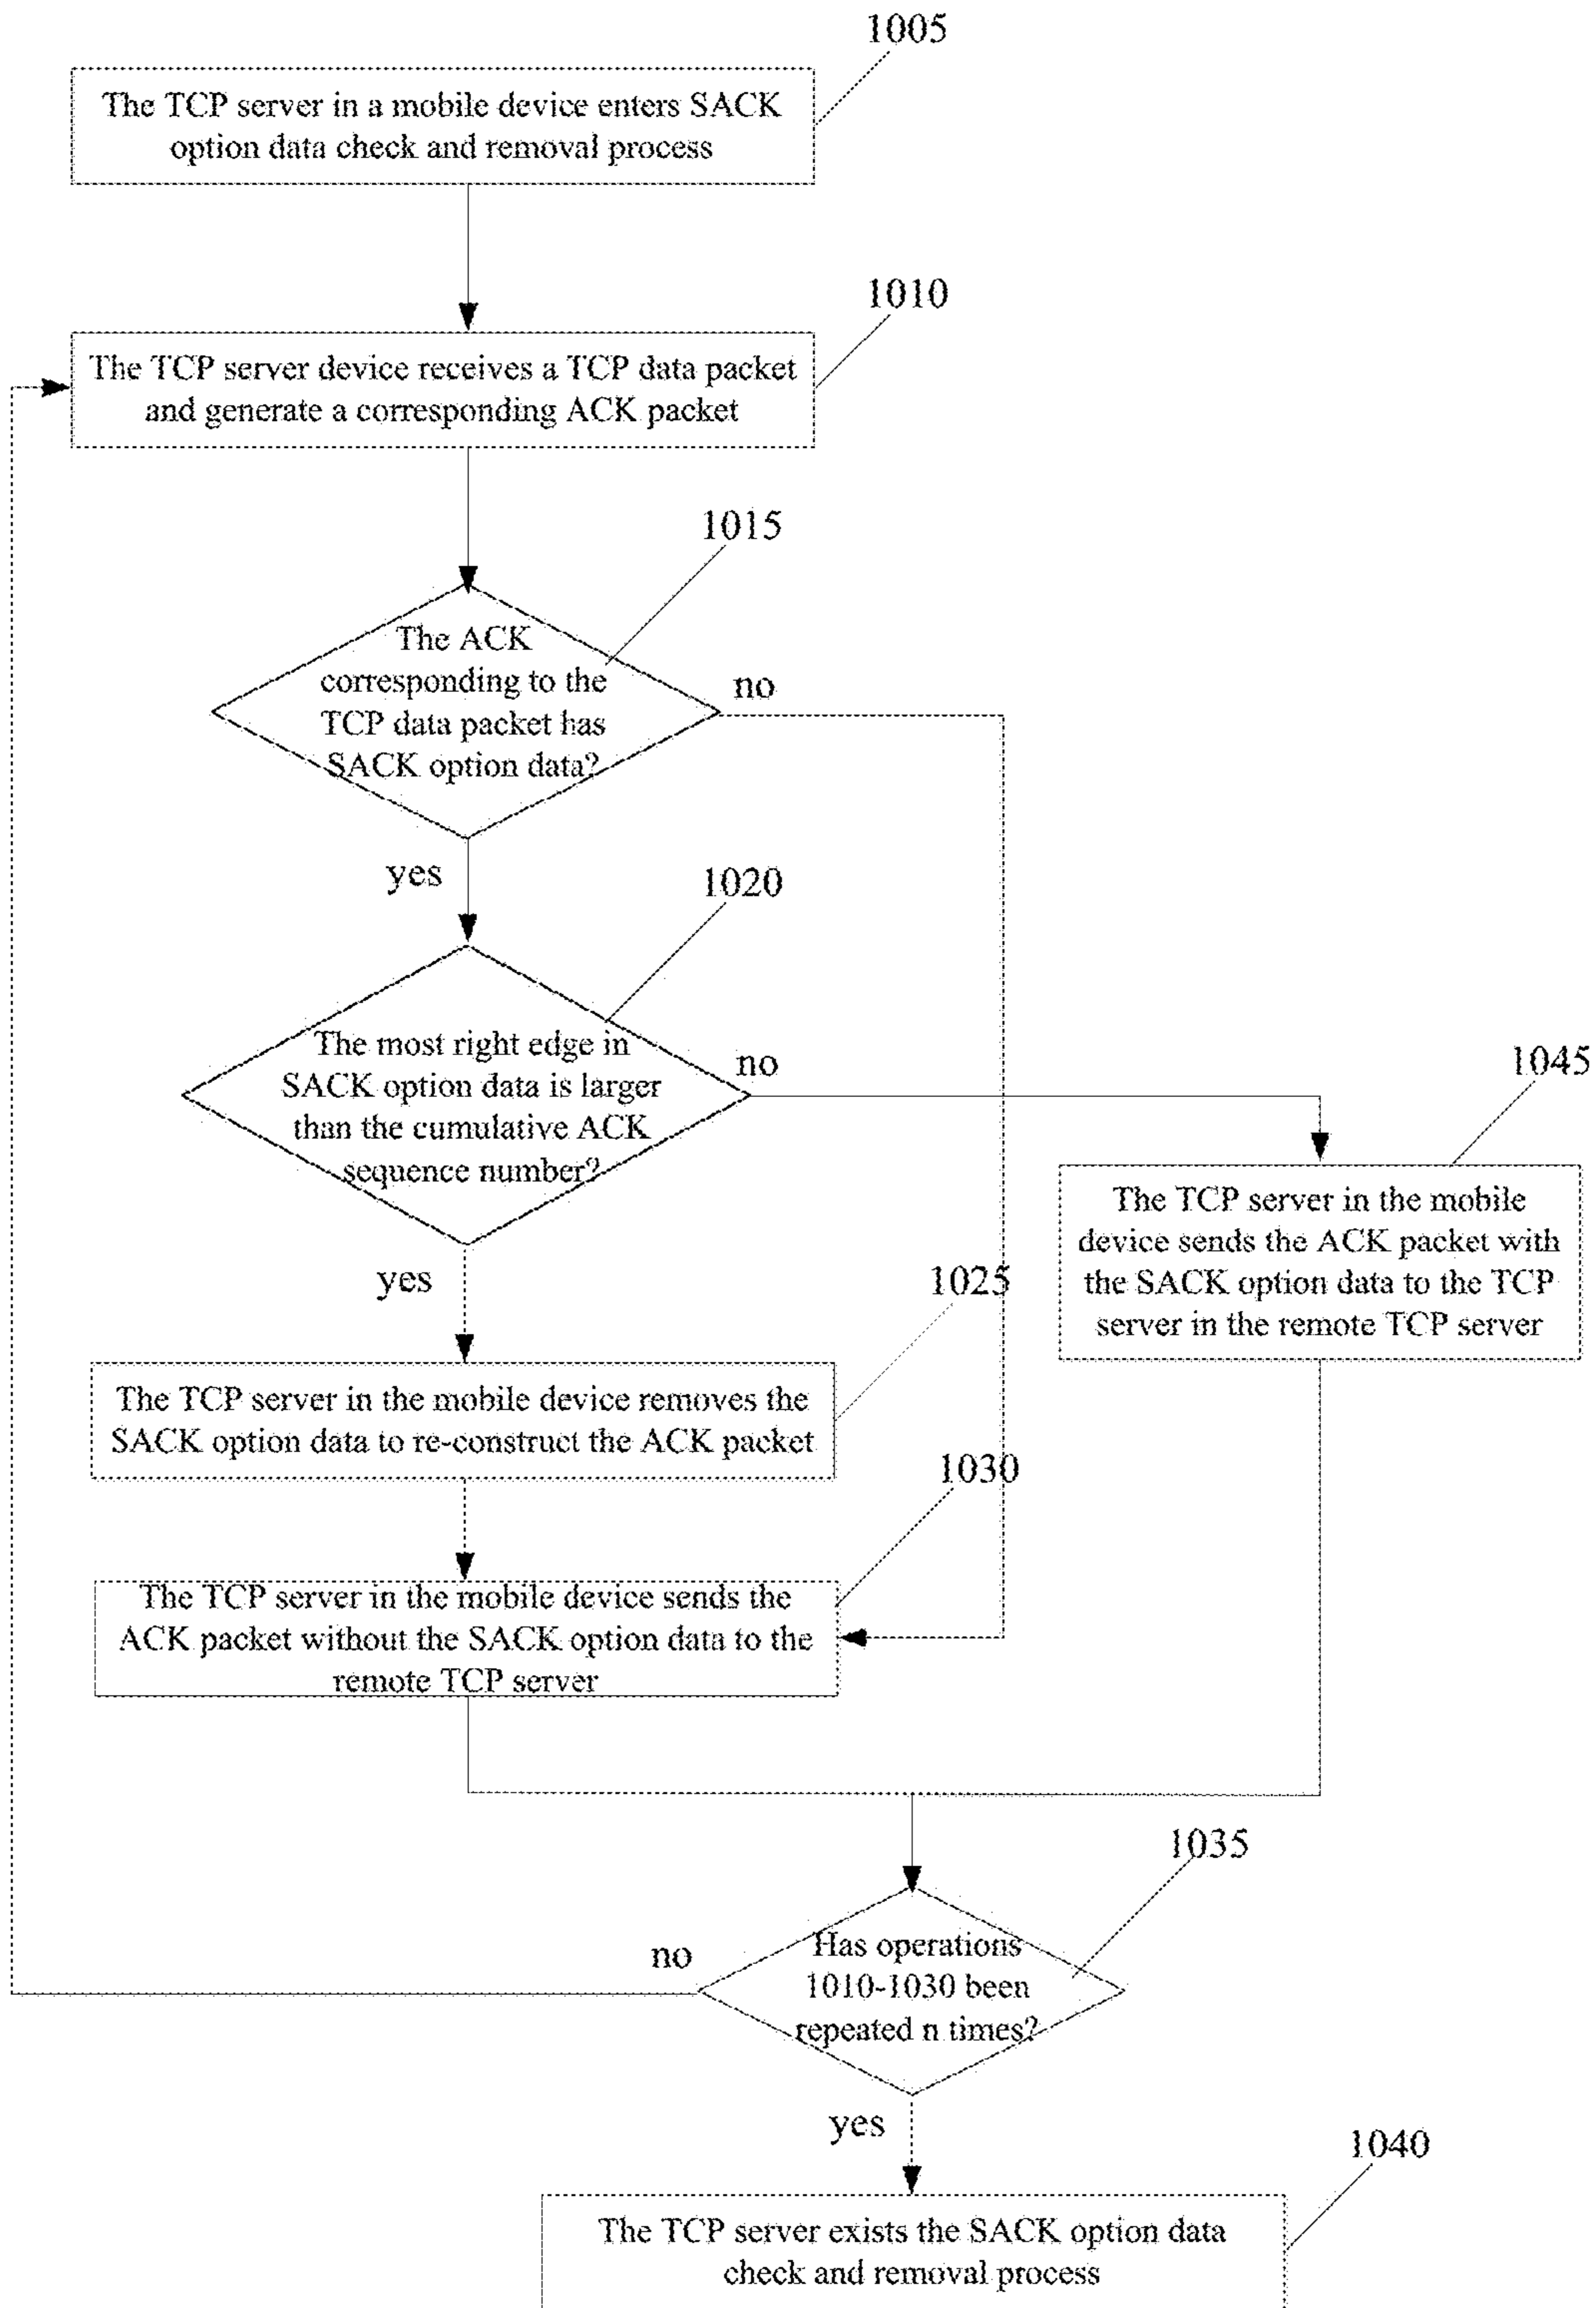 1005
The TCP server in a mobile device enters SACK
option data check and removal process
1010
The TCP server device receives a TCP data packet
and generate a corresponding ACK packet
1015
The ACK
corresponding to the
TCP data packet has
SACK option data?
no
yes
1020
The most right edge in
SACK option data is larger
than the cumulative ACK
sequence number?
no
1045
The TCP server in the mobile
device sends the ACK packet with
the SACK option data to the TCP
server in the remote TCP server
yes
1025
The TCP server in the mobile device removes the
SACK option data to re-construct the ACK packet
1030
The TCP server in the mobile device sends the
ACK packet without the SACK option data to the
remote TCP server
1035
Has operations
1010-1030 been
repeated n times?
no
yes
1040
The TCP server exists the SACK option data
check and removal process